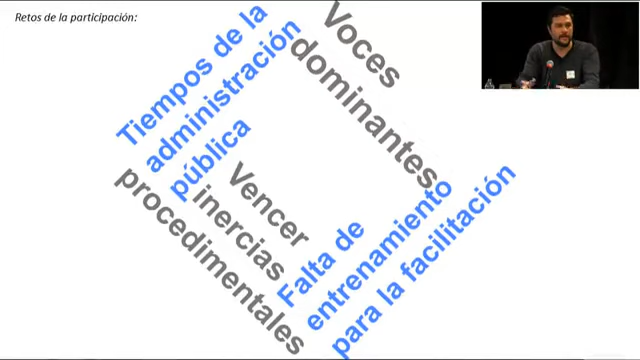 Retos de la participación:
Tiempos de la
administración
pública
Voces
dominantes
Vencer
inercias
procedimentales
Falta de
entrenamiento
para la facilitación